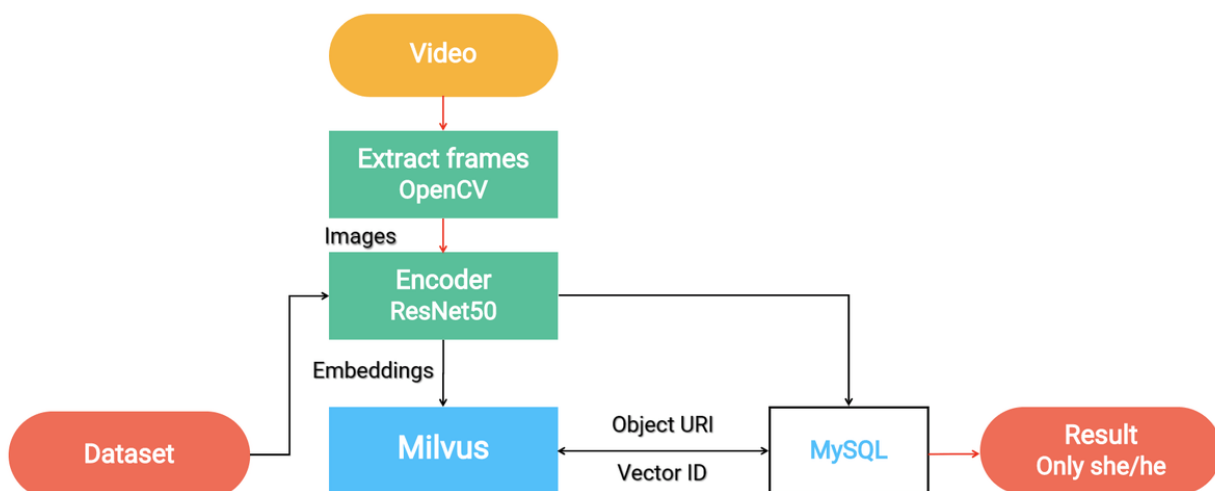 Video
Extract frames
OpenCV
Images
Encoder
ResNet50
Embeddings
Dataset
Milvus
Object URI
Vector ID
MySQL
Result
Only she/he